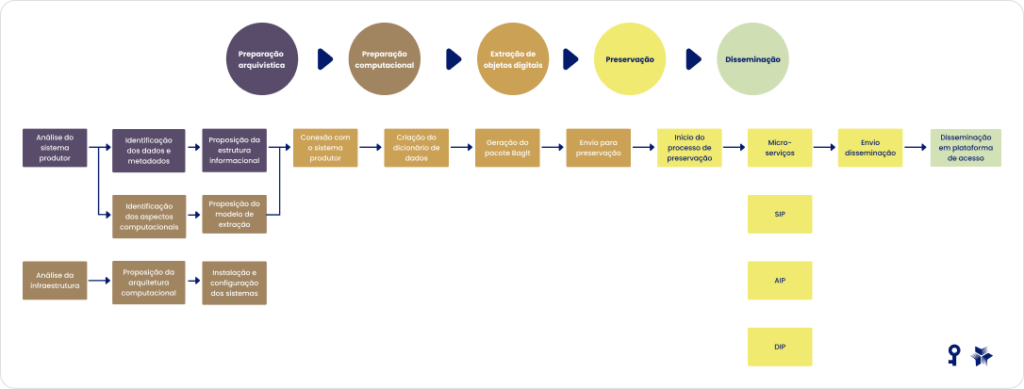 Preparação
arquivística
Preparação
computacional
Extração de
objetos digitais
Preservação
Disseminação
Análise do
sistema
produtor
Identificação
dos dados e
metadados
Proposição da
estrutura
informacional
Conexão com
o sistema
produtor
Criação do
dicionário de
dados
Geração do
pacote BagIt
Envio para
preservação
Início do
processo de
preservação
Micro-
serviços
Envio
disseminação
Disseminação
em plataforma
de acesso
Identificação
dos aspectos
computacionais
Proposição do
modelo de
extração
SIP
Análise da
infraestrutura
Proposição da
arquitetura
computacional
Instalação e
configuração
dos sistemas
AIP
DIP